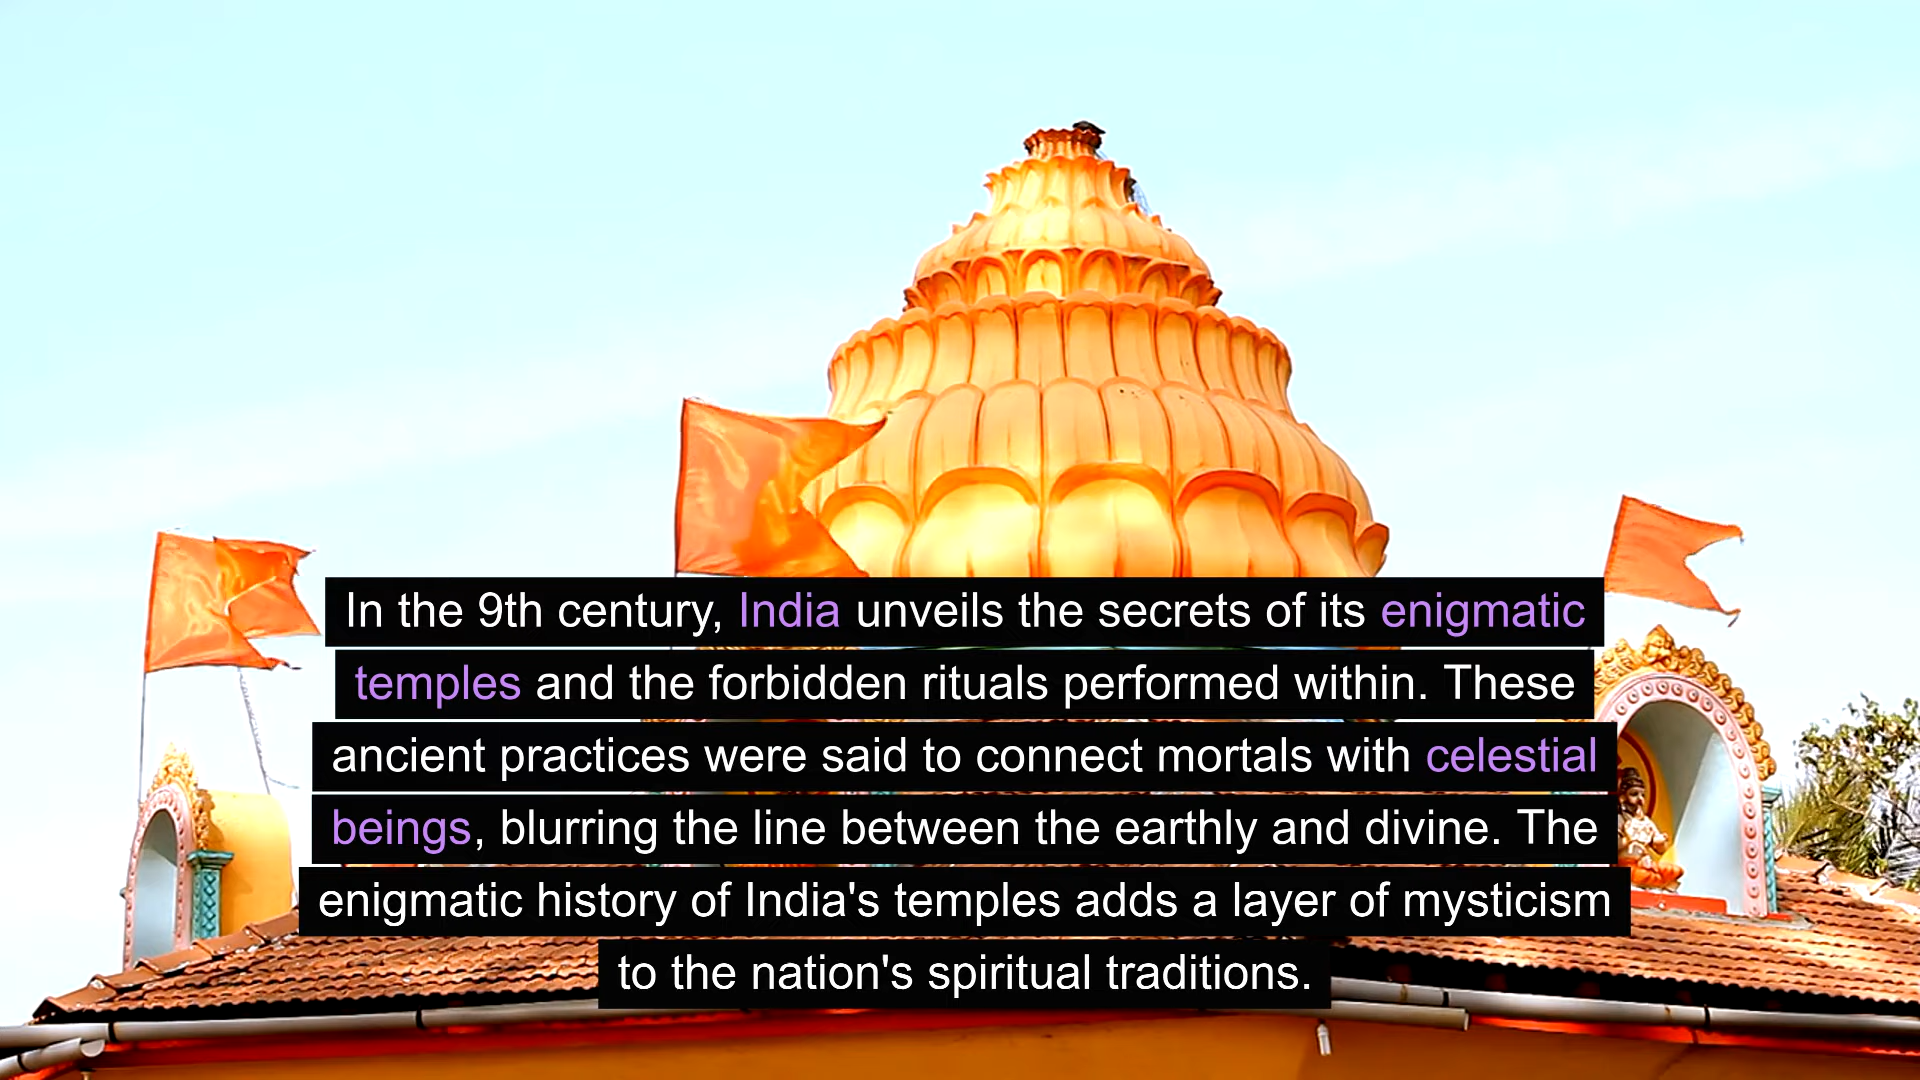 In the 9th century, India unveils the secrets of its enigmatic
temples and the forbidden rituals performed within. These
ancient practices were said to connect mortals with celestial
beings, blurring the line between the earthly and divine. The
enigmatic history of India's temples adds a layer of mysticism
to the nation's spiritual traditions.